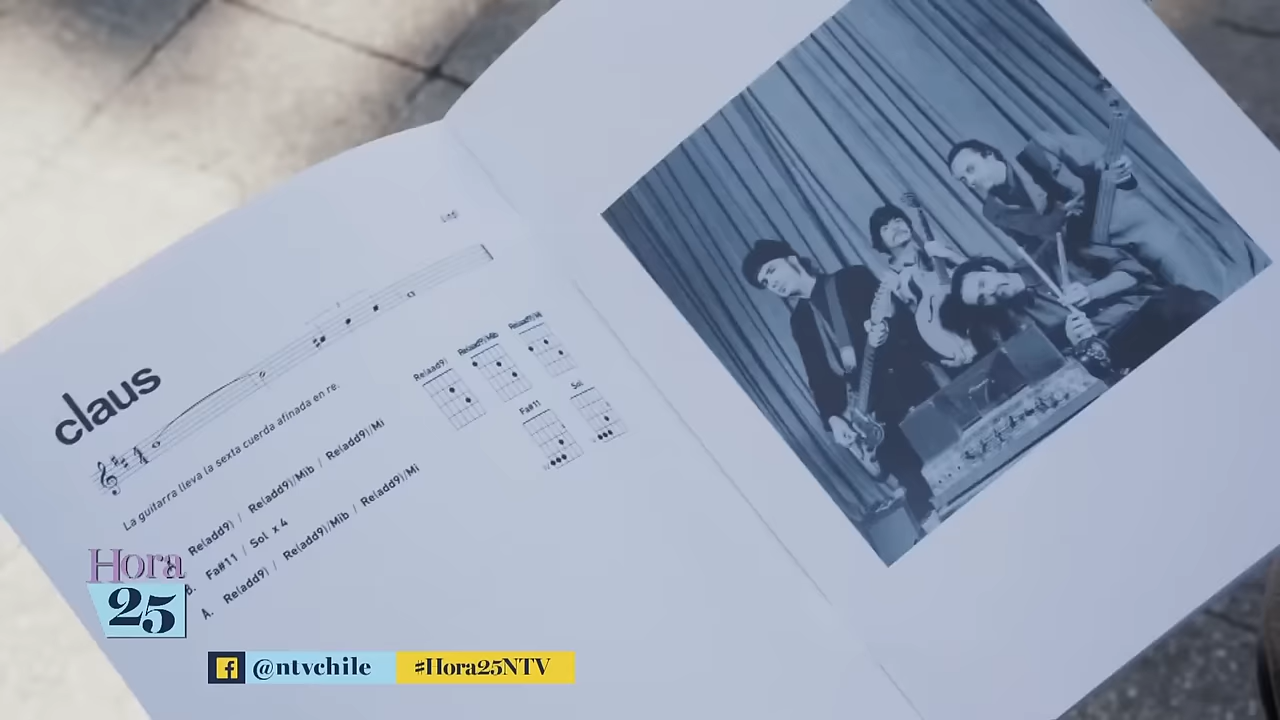 claus
La guitarra lleva la sexta cuerda afinada en re.
Re(add9) / Re(add9)/Mib / Re(add9)/Mi
B. Fa#11 / Sol x 4
A. Re(add9) / Re(add9)/Mib / Re(add9)/Mi
Re(add9)
Re(add9)/Mib
Re(add9)/Mi
Fa#11
Sol
Hora
25
@ntvchile
#Hora25NTV